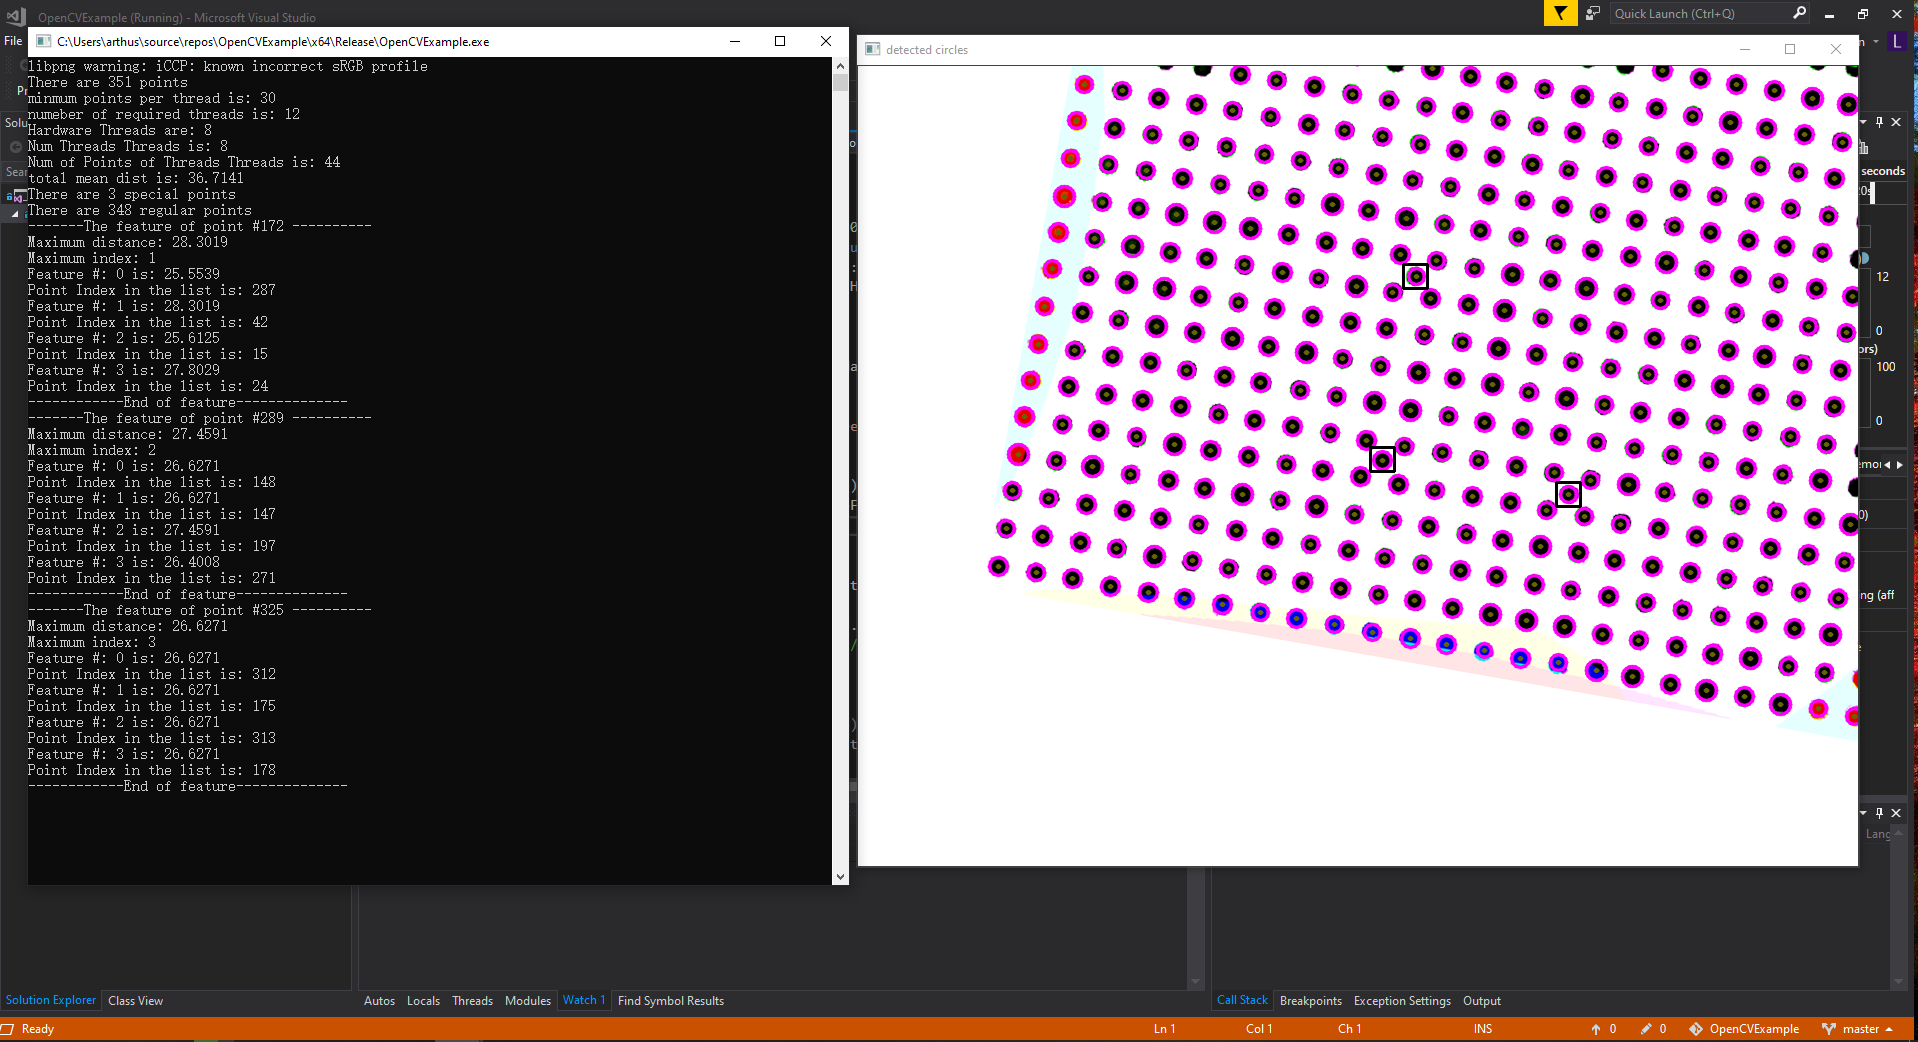 OpenCVExample (Running) - Microsoft Visual Studio
Quick Launch (Ctrl+Q)
File
L
C:\Users\arthus\source\repos\OpenCVExample\x64\Release\OpenCVExample.exe
detected circles
libpng warning: iCCP: known incorrect sRGB profile
There are 351 points
minmum points per thread is: 30
numeber of required threads is: 12
Hardware Threads are: 8
Num Threads Threads is: 8
Num of Points of Threads Threads is: 44
total mean dist is: 36.7141
There are 3 special points
There are 348 regular points
-------The feature of point #172 ----------
Maximum distance: 28.3019
Maximum index: 1
Feature #: 0 is: 25.5539
Point Index in the list is: 287
Feature #: 1 is: 28.3019
Point Index in the list is: 42
Feature #: 2 is: 25.6125
Point Index in the list is: 15
Feature #: 3 is: 27.8029
Point Index in the list is: 24
------------End of feature--------------
-------The feature of point #289 ----------
Maximum distance: 27.4591
Maximum index: 2
Feature #: 0 is: 26.6271
Point Index in the list is: 148
Feature #: 1 is: 26.6271
Point Index in the list is: 147
Feature #: 2 is: 27.4591
Point Index in the list is: 197
Feature #: 3 is: 26.4008
Point Index in the list is: 271
------------End of feature--------------
-------The feature of point #325 ----------
Maximum distance: 26.6271
Maximum index: 3
Feature #: 0 is: 26.6271
Point Index in the list is: 312
Feature #: 1 is: 26.6271
Point Index in the list is: 175
Feature #: 2 is: 26.6271
Point Index in the list is: 313
Feature #: 3 is: 26.6271
Point Index in the list is: 178
------------End of feature--------------
seconds
12
0
100
0
Solution Explorer Class View
Autos Locals Threads Modules Watch 1 Find Symbol Results
Call Stack Breakpoints Exception Settings Output
Ready
Ln 1 Col 1 Ch 1 INS
0 0 OpenCVExample master